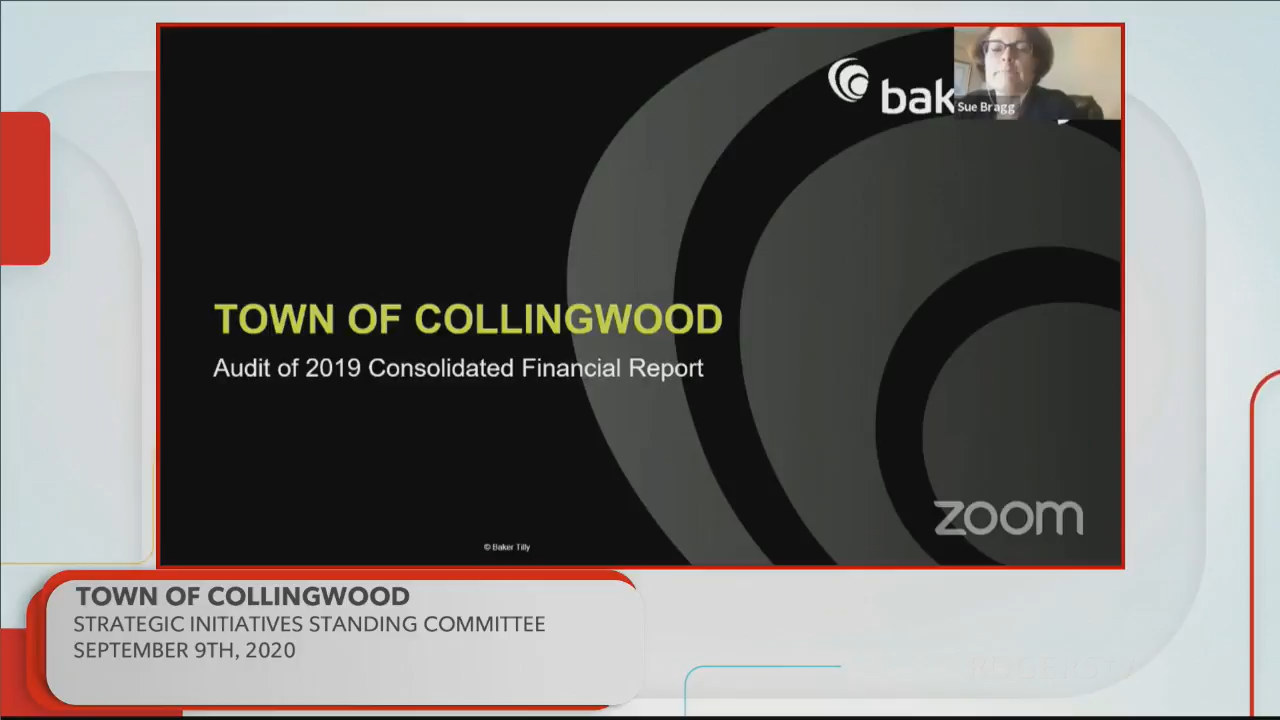 bak
Sue Bragg
TOWN OF COLLINGWOOD
Audit of 2019 Consolidated Financial Report
zoom
© Baker Tilly
TOWN OF COLLINGWOOD
STRATEGIC INITIATIVES STANDING COMMITTEE
SEPTEMBER 9TH, 2020